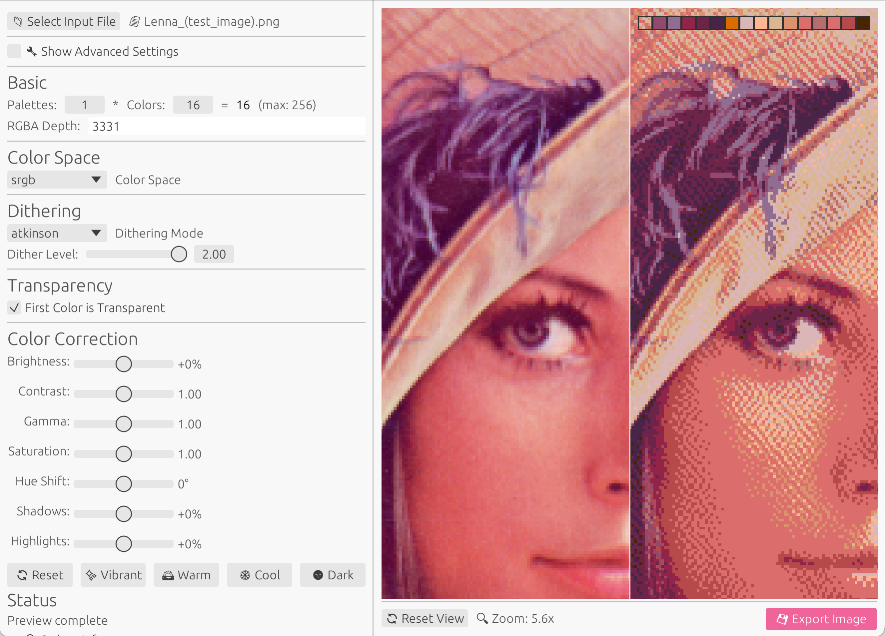 Select Input File Lenna_(test_image).png
Show Advanced Settings
Basic
Palettes: 1 * Colors: 16 = 16 (max: 256)
RGBA Depth: 3331
Color Space
srgb Color Space
Dithering
atkinson Dithering Mode
Dither Level: 2.00
Transparency
First Color is Transparent
Color Correction
Brightness: +0%
Contrast: 1.00
Gamma: 1.00
Saturation: 1.00
Hue Shift: 0°
Shadows: +0%
Highlights: +0%
Reset Vibrant Warm Cool Dark
Status
Preview complete
Reset View Zoom: 5.6x Export Image